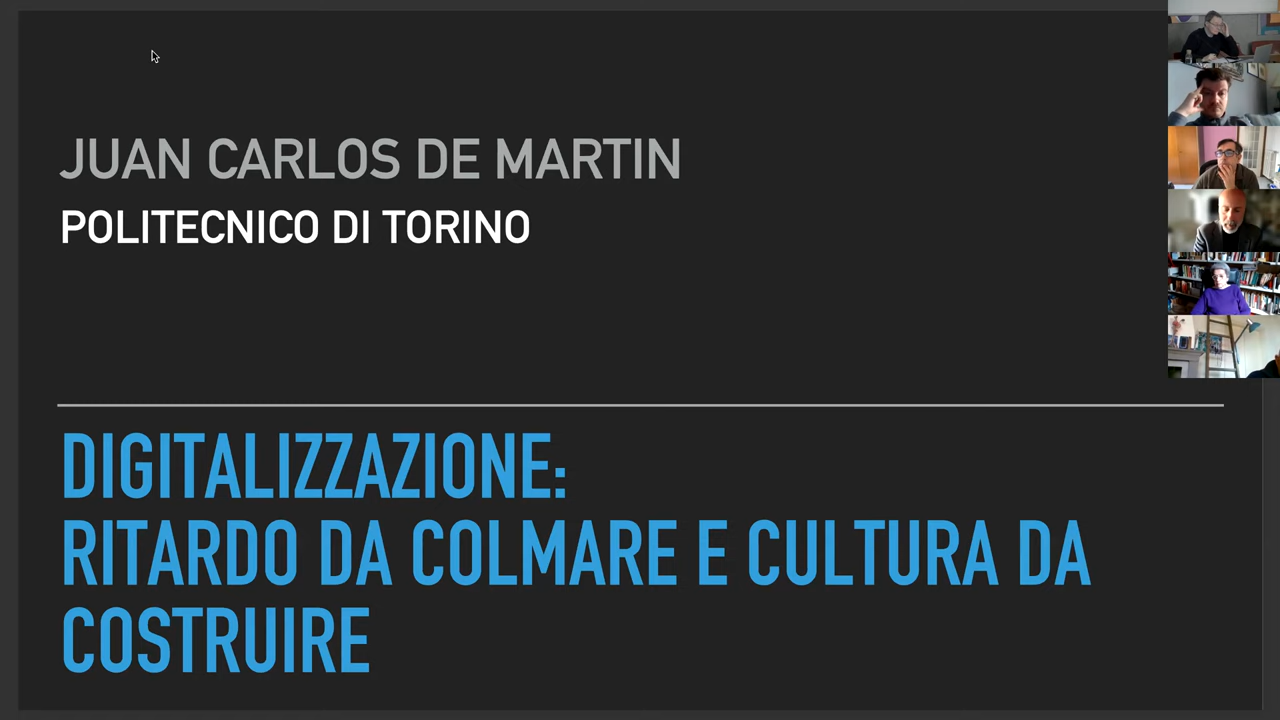 JUAN CARLOS DE MARTIN
POLITECNICO DI TORINO
DIGITALIZZAZIONE:
RITARDO DA COLMARE E CULTURA DA
COSTRUIRE